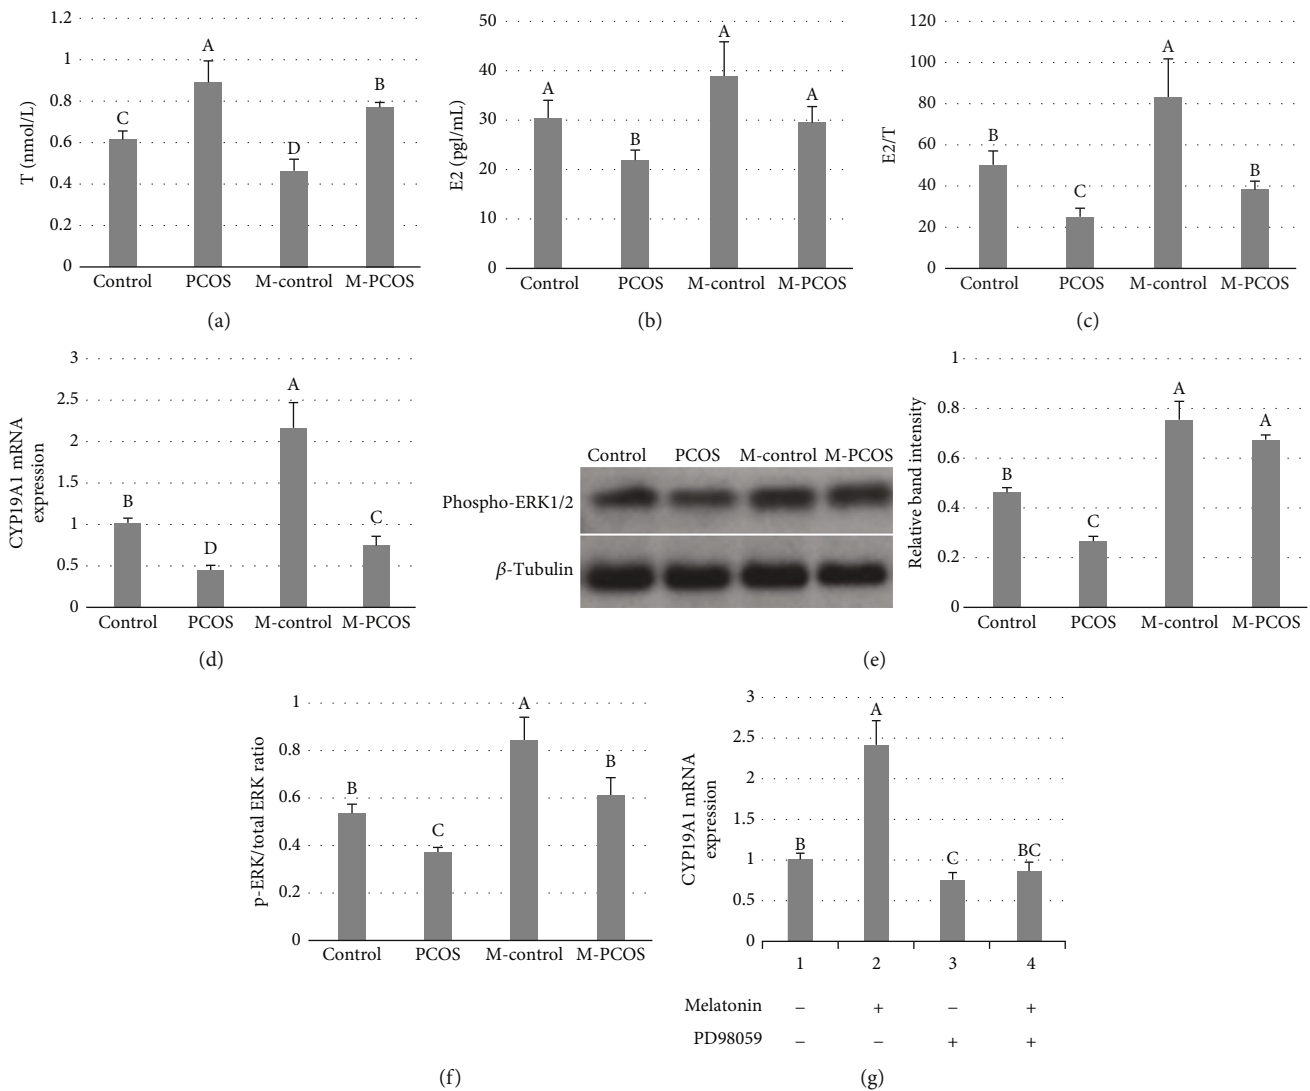 T (nmol/L)
1.2
1
0.8
0.6
0.4
0.2
0
C
A
D
B
Control PCOS M-control M-PCOS
(a)
E2 (pgl/mL)
50
40
30
20
10
0
A
B
A
A
Control PCOS M-control M-PCOS
(b)
E2/T
120
100
80
60
40
20
0
B
C
A
B
Control PCOS M-control M-PCOS
(c)
CYP19A1 mRNA
expression
3
2.5
2
1.5
1
0.5
0
B
D
A
C
Control PCOS M-control M-PCOS
(d)
Control PCOS M-control M-PCOS
Phospho-ERK1/2
β-Tubulin
Relative band intensity
1
0.8
0.6
0.4
0.2
0
B
C
A
A
Control PCOS M-control M-PCOS
(e)
p-ERK/total ERK ratio
1
0.8
0.6
0.4
0.2
0
B
C
A
B
Control PCOS M-control M-PCOS
(f)
CYP19A1 mRNA
expression
3
2.5
2
1.5
1
0.5
0
B
A
C
BC
1 2 3 4
Melatonin − + − +
PD98059 − − + +
(g)